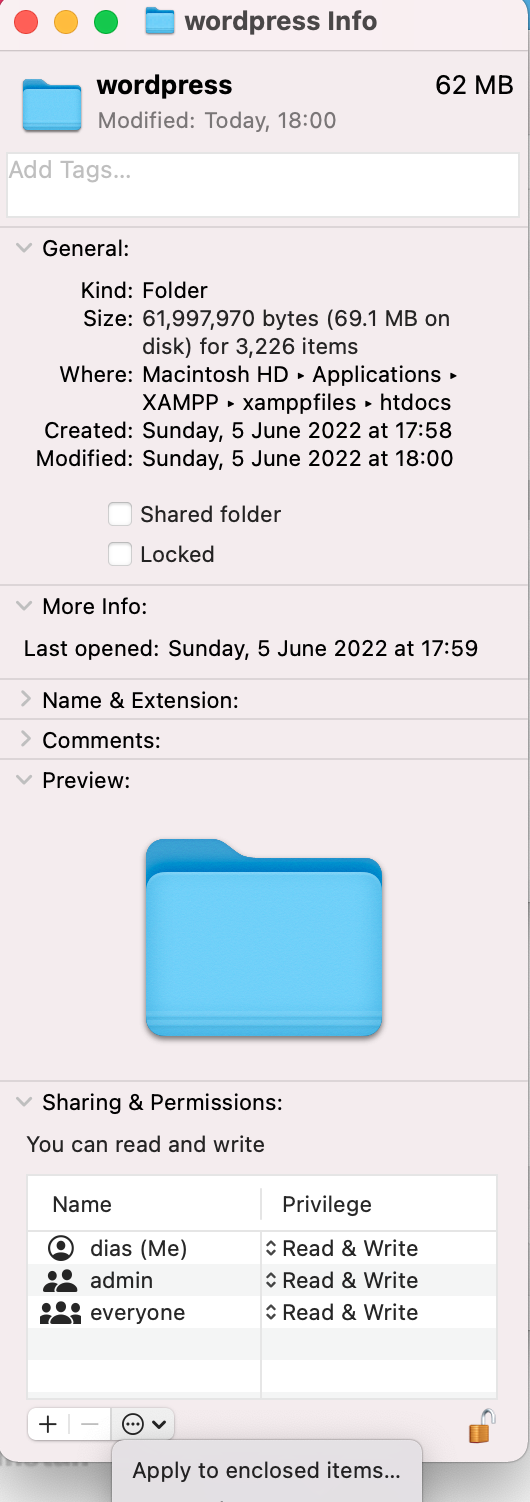 wordpress Info
wordpress 62 MB
Modified: Today, 18:00
Add Tags...
General:
Kind: Folder
Size: 61,997,970 bytes (69.1 MB on
disk) for 3,226 items
Where: Macintosh HD ▸ Applications ▸
XAMPP ▸ xamppfiles ▸ htdocs
Created: Sunday, 5 June 2022 at 17:58
Modified: Sunday, 5 June 2022 at 18:00
Shared folder
Locked
More Info:
Last opened: Sunday, 5 June 2022 at 17:59
Name & Extension:
Comments:
Preview:
Sharing & Permissions:
You can read and write
Name Privilege
dias (Me) Read & Write
admin Read & Write
everyone Read & Write
Apply to enclosed items...